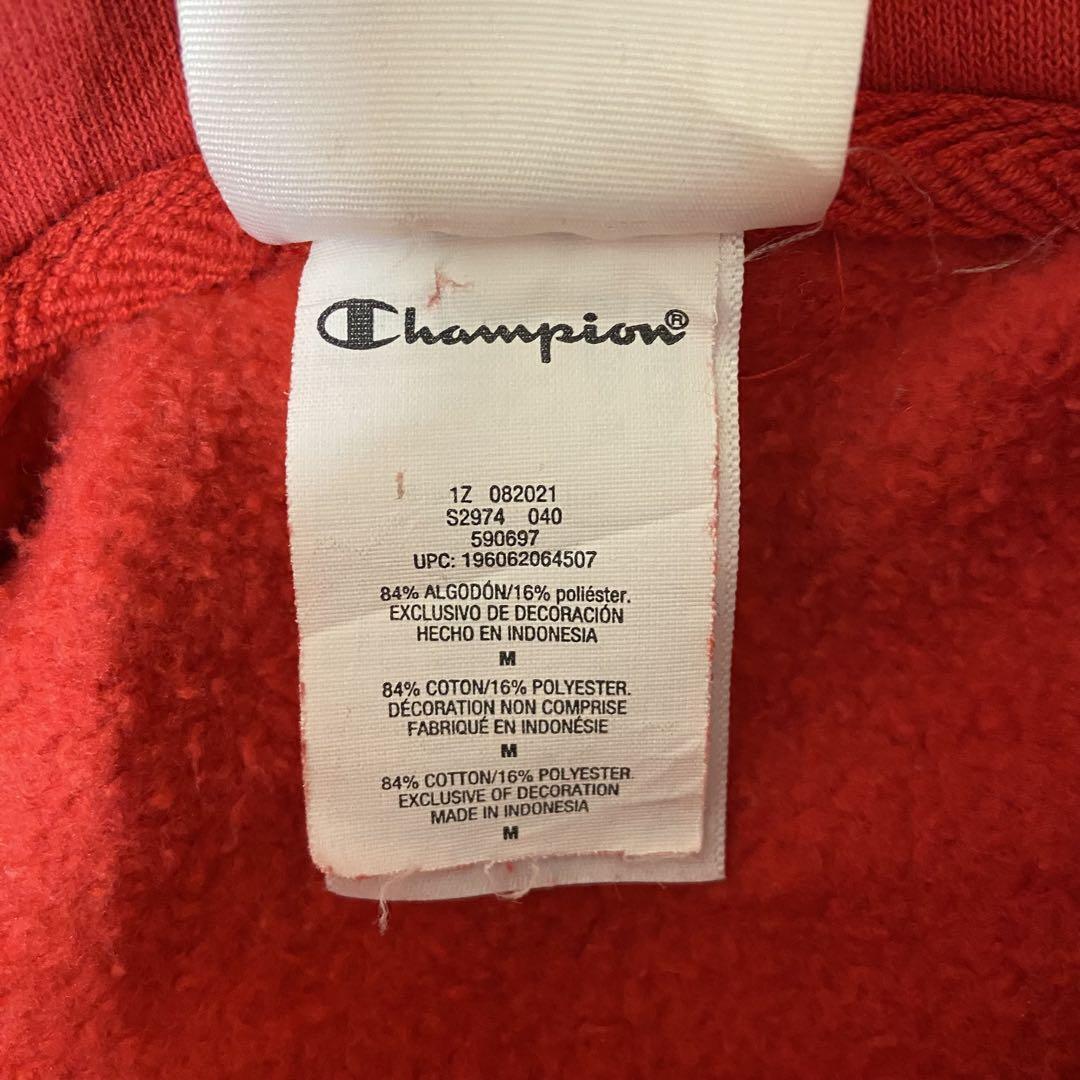 Champion®
1Z 082021
S2974 040
590697
UPC: 196062064507
84% ALGODÓN/16% poliéster.
EXCLUSIVO DE DECORACIÓN
HECHO EN INDONESIA
M
84% COTON/16% POLYESTER.
DÉCORATION NON COMPRISE
FABRIQUÉ EN INDONÉSIE
M
84% COTTON/16% POLYESTER.
EXCLUSIVE OF DECORATION
MADE IN INDONESIA
M